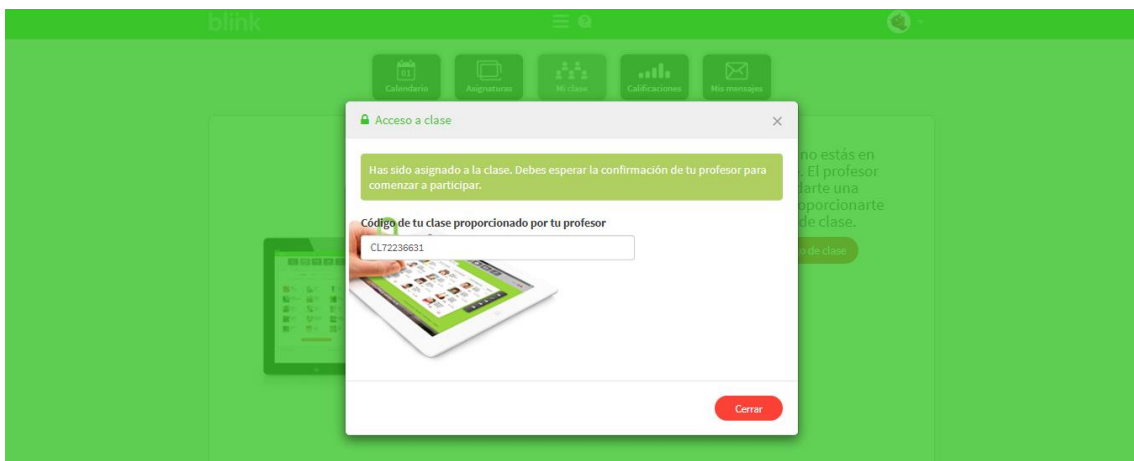 blink
01
Calendario
Asignaturas
Mi clase
Calificaciones
Mis mensajes
Acceso a clase
no estás en
. El profesor
darte una
oporcionarte
de clase.
o de clase
Has sido asignado a la clase. Debes esperar la confirmación de tu profesor para
comenzar a participar.
Código de tu clase proporcionado por tu profesor
CL72236631
Cerrar